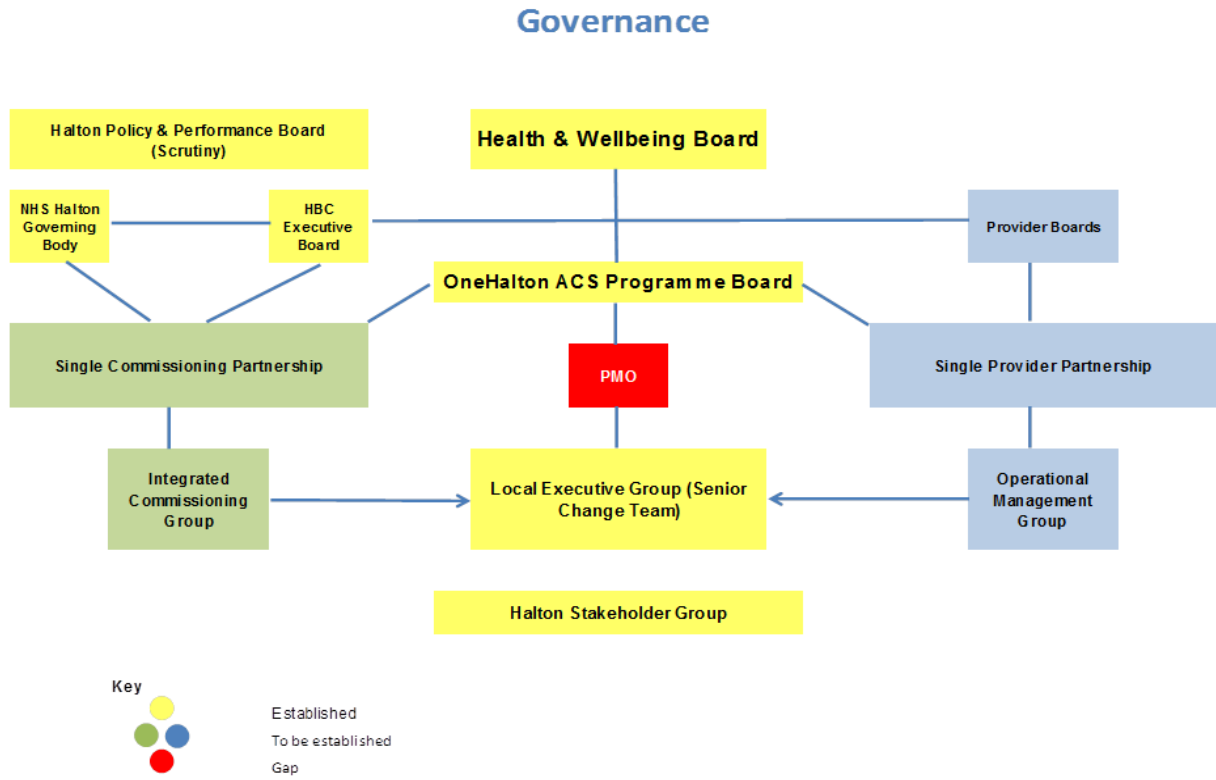 Governance
Halton Policy & Performance Board
(Scrutiny)
Health & Wellbeing Board
NHS Halton
Governing
Body
HBC
Executive
Board
Provider Boards
OneHalton ACS Programme Board
Single Commissioning Partnership
PMO
Single Provider Partnership
Integrated
Commissioning
Group
Local Executive Group (Senior
Change Team)
Operational
Management
Group
Halton Stakeholder Group
Key
Established
To be established
Gap